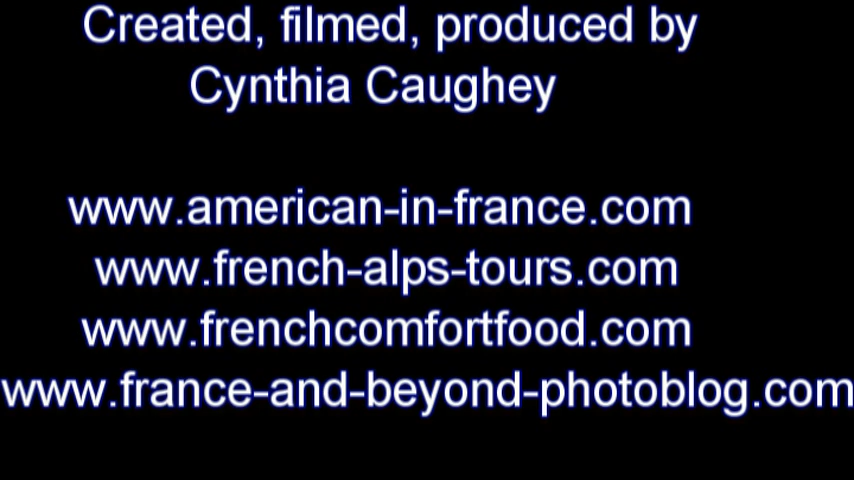 Created, filmed, produced by
Cynthia Caughey
www.american-in-france.com
www.french-alps-tours.com
www.frenchcomfortfood.com
www.france-and-beyond-photoblog.com